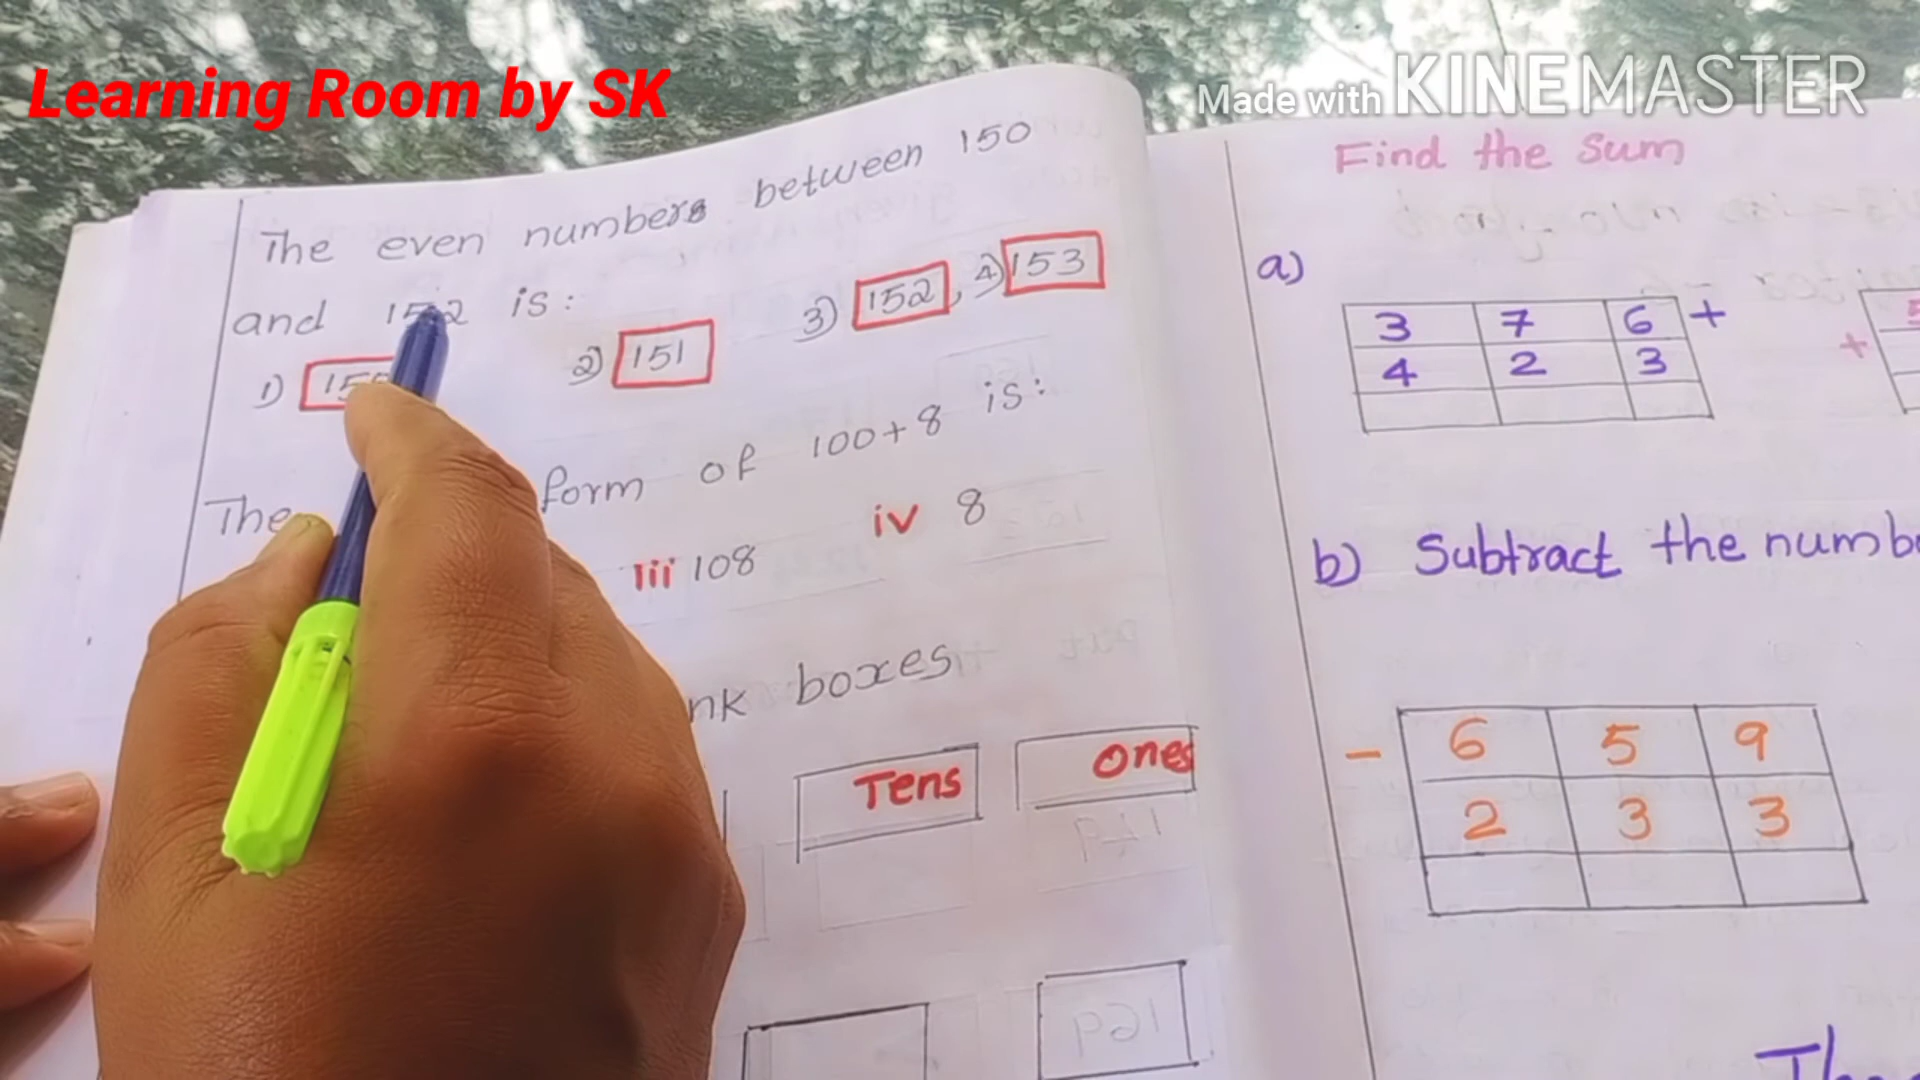 Learning Room by SK
Made with KINEMASTER
The even numbers between 150
and 152 is:
1) 2) 151 3) 152, 4) 153
The form of 100+8 is:
iii 108 iv 8
boxes
Tens Ones
Find the sum
a)
3 7 6 +
4 2 3
+
b) Subtract the
- 6 5 9
2 3 3